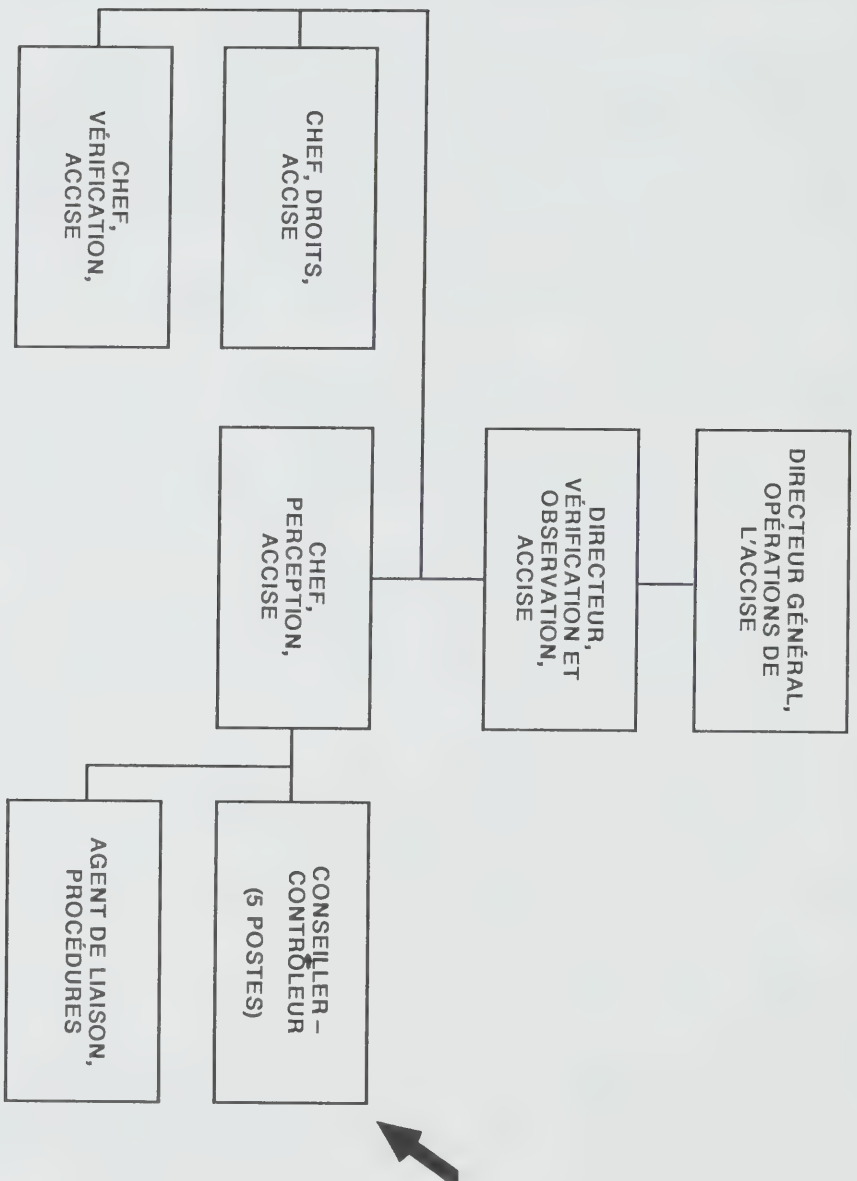 DIRECTEUR GÉNÉRAL,
OPÉRATIONS DE
L'ACCISE
DIRECTEUR,
VÉRIFICATION ET
OBSERVATION,
ACCISE
CHEF, DROITS,
ACCISE
CHEF,
VÉRIFICATION,
ACCISE
CHEF,
PERCEPTION,
ACCISE
CONSEILLER –
CONTRÔLEUR
(5 POSTES)
AGENT DE LIAISON,
PROCÉDURES